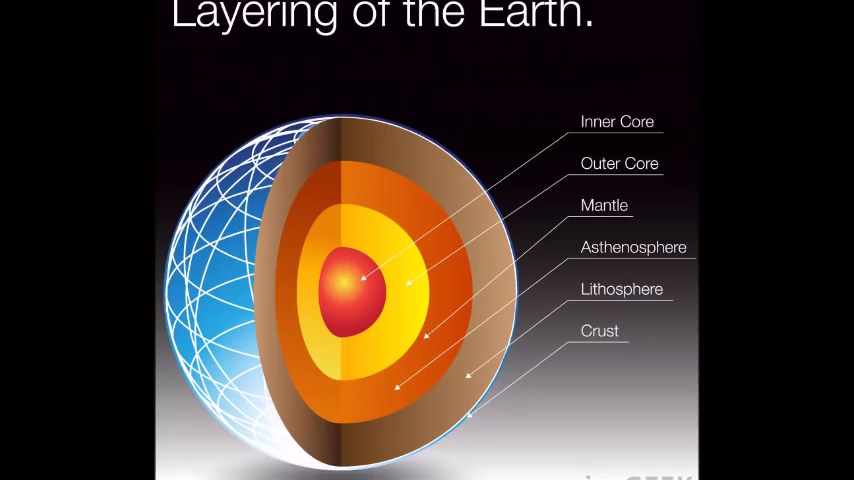 Layering of the Earth.
Inner Core
Outer Core
Mantle
Asthenosphere
Lithosphere
Crust